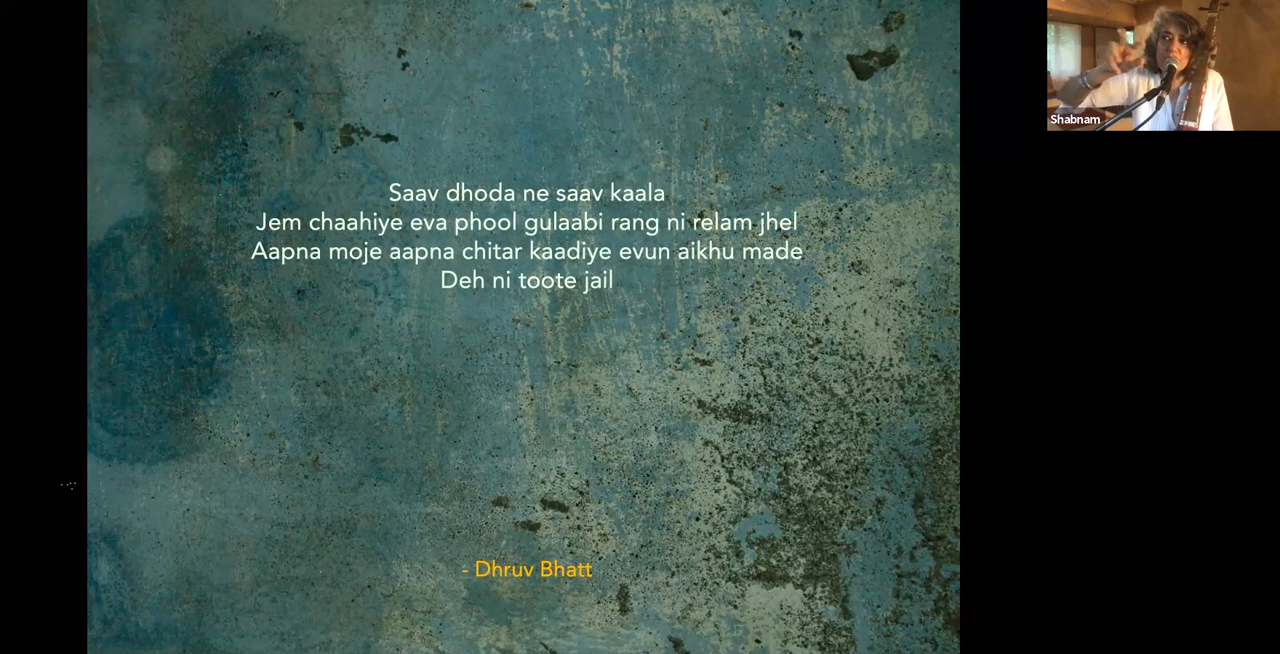 Saav dhoda ne saav kaala
Jem chaahiye eva phool gulaabi rang ni relam jhel
Aapna moje aapna chitar kaadiye evun aikhu made
Deh ni toote jail
- Dhruv Bhatt
Shabnam